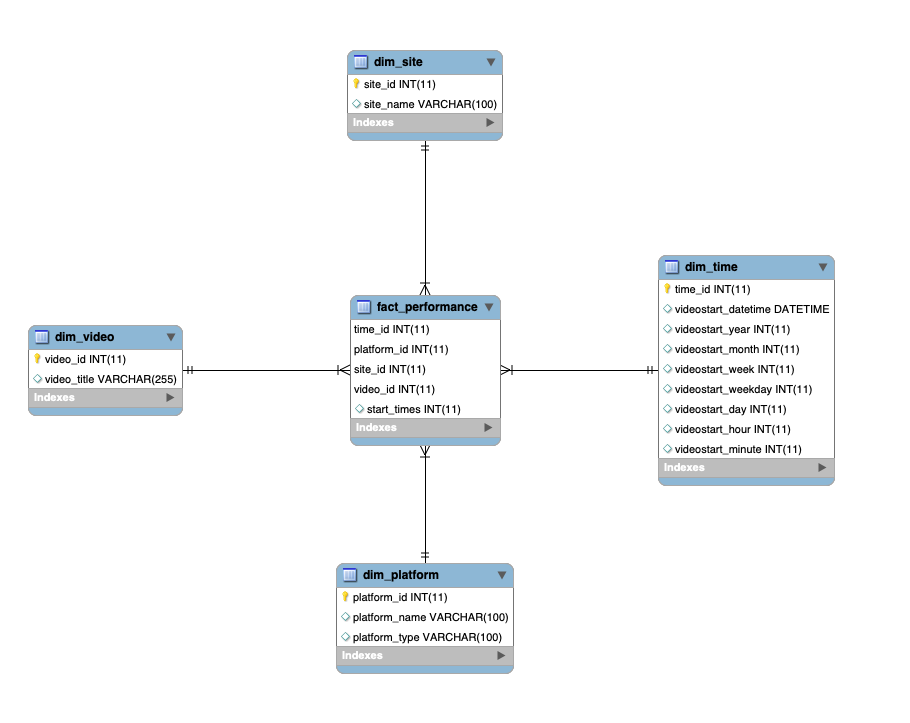 dim_site
site_id INT(11)
site_name VARCHAR(100)
Indexes
dim_video
video_id INT(11)
video_title VARCHAR(255)
Indexes
fact_performance
time_id INT(11)
platform_id INT(11)
site_id INT(11)
video_id INT(11)
start_times INT(11)
Indexes
dim_time
time_id INT(11)
videostart_datetime DATETIME
videostart_year INT(11)
videostart_month INT(11)
videostart_week INT(11)
videostart_weekday INT(11)
videostart_day INT(11)
videostart_hour INT(11)
videostart_minute INT(11)
Indexes
dim_platform
platform_id INT(11)
platform_name VARCHAR(100)
platform_type VARCHAR(100)
Indexes